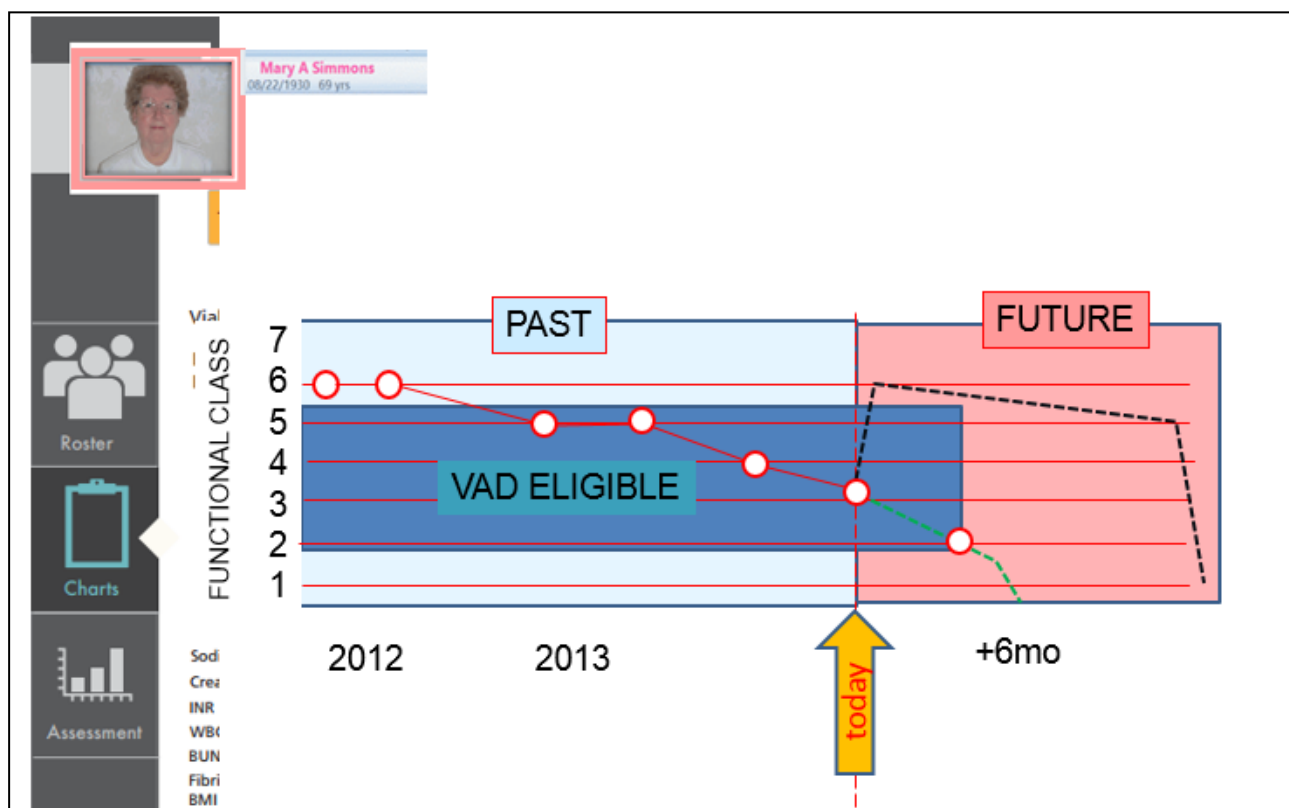 Mary A Simmons
08/22/1930 69 yrs
PAST
FUTURE
Vial
FUNCTIONAL CLASS
7
6
5
4
3
2
1
VAD ELIGIBLE
Roster
Charts
Assessment
2012
2013
+6mo
today
Sodi
Crea
INR
WBC
BUN
Fibri
BMI